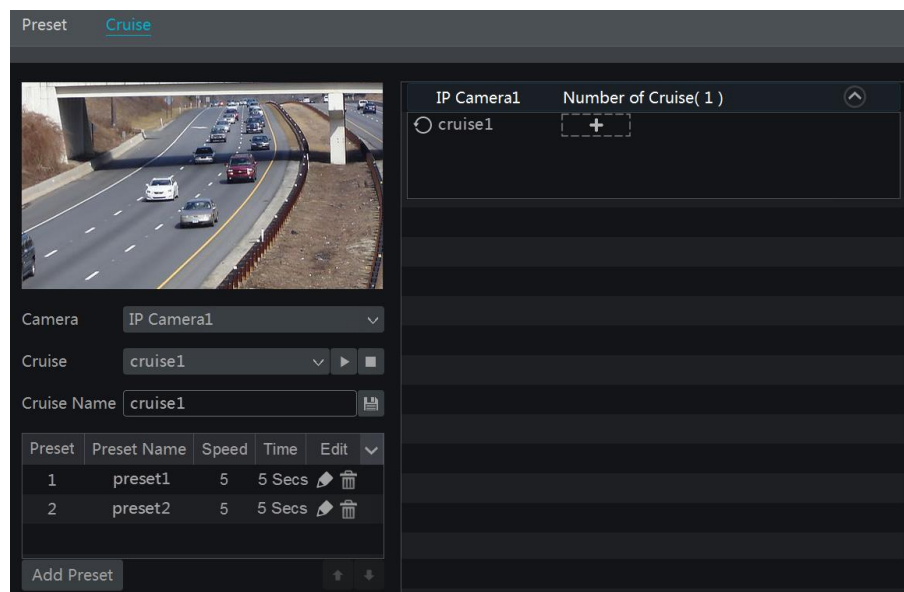 Preset Cruise
IP Camera1 Number of Cruise( 1 )
cruise1
Camera IP Camera1
Cruise cruise1
Cruise Name cruise1
Preset Preset Name Speed Time Edit
1 preset1 5 5 Secs
2 preset2 5 5 Secs
Add Preset